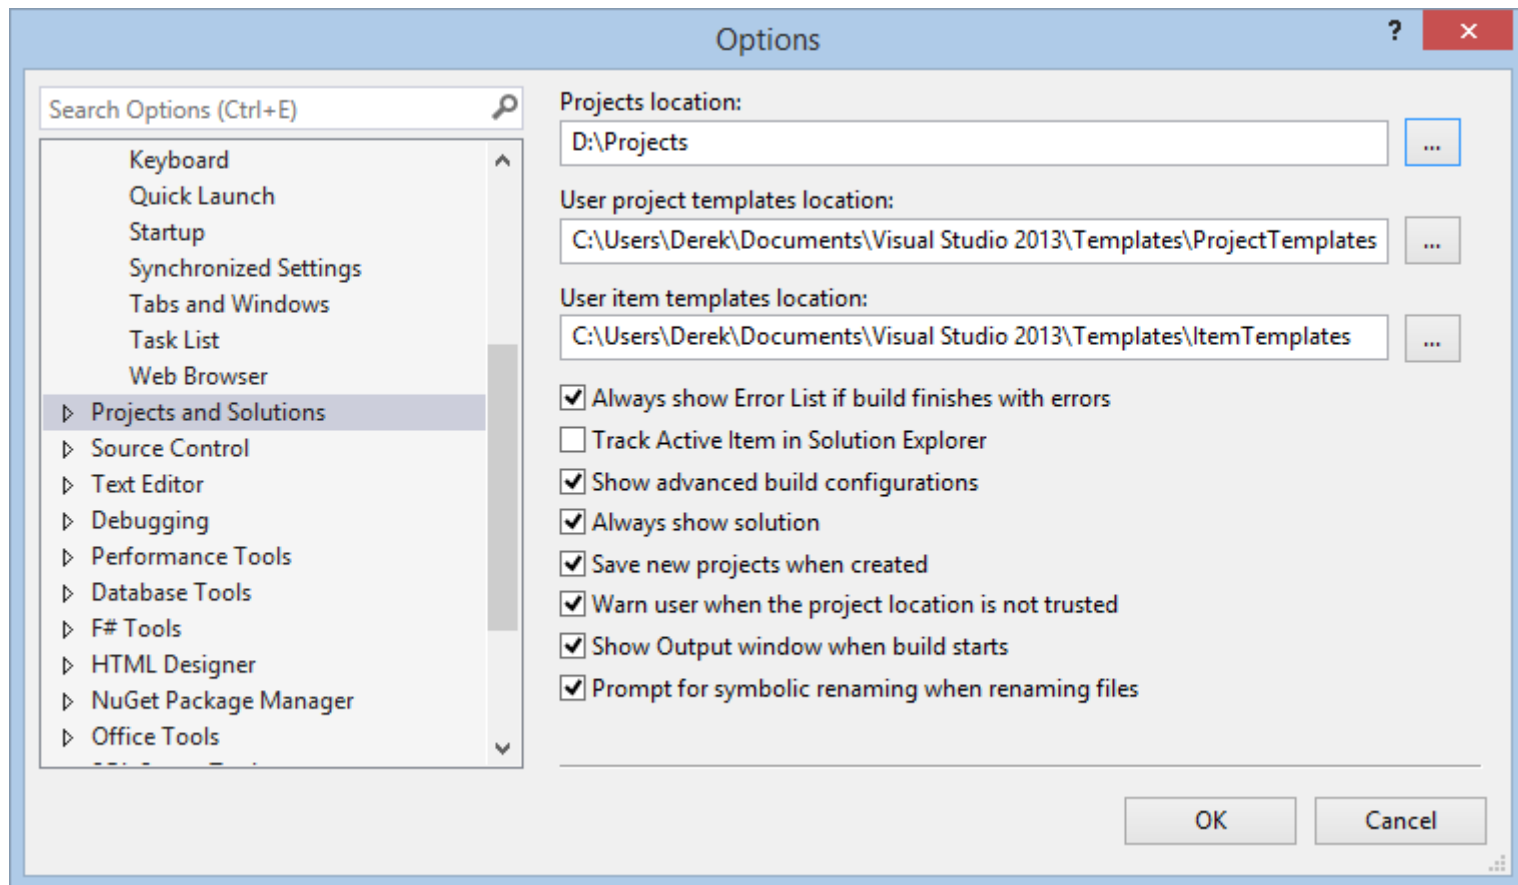 Options
?
Search Options (Ctrl+E)
Keyboard
Quick Launch
Startup
Synchronized Settings
Tabs and Windows
Task List
Web Browser
Projects and Solutions
Source Control
Text Editor
Debugging
Performance Tools
Database Tools
F# Tools
HTML Designer
NuGet Package Manager
Office Tools
Projects location:
D:\Projects
...
User project templates location:
C:\Users\Derek\Documents\Visual Studio 2013\Templates\ProjectTemplates
...
User item templates location:
C:\Users\Derek\Documents\Visual Studio 2013\Templates\ItemTemplates
...
Always show Error List if build finishes with errors
Track Active Item in Solution Explorer
Show advanced build configurations
Always show solution
Save new projects when created
Warn user when the project location is not trusted
Show Output window when build starts
Prompt for symbolic renaming when renaming files
OK
Cancel